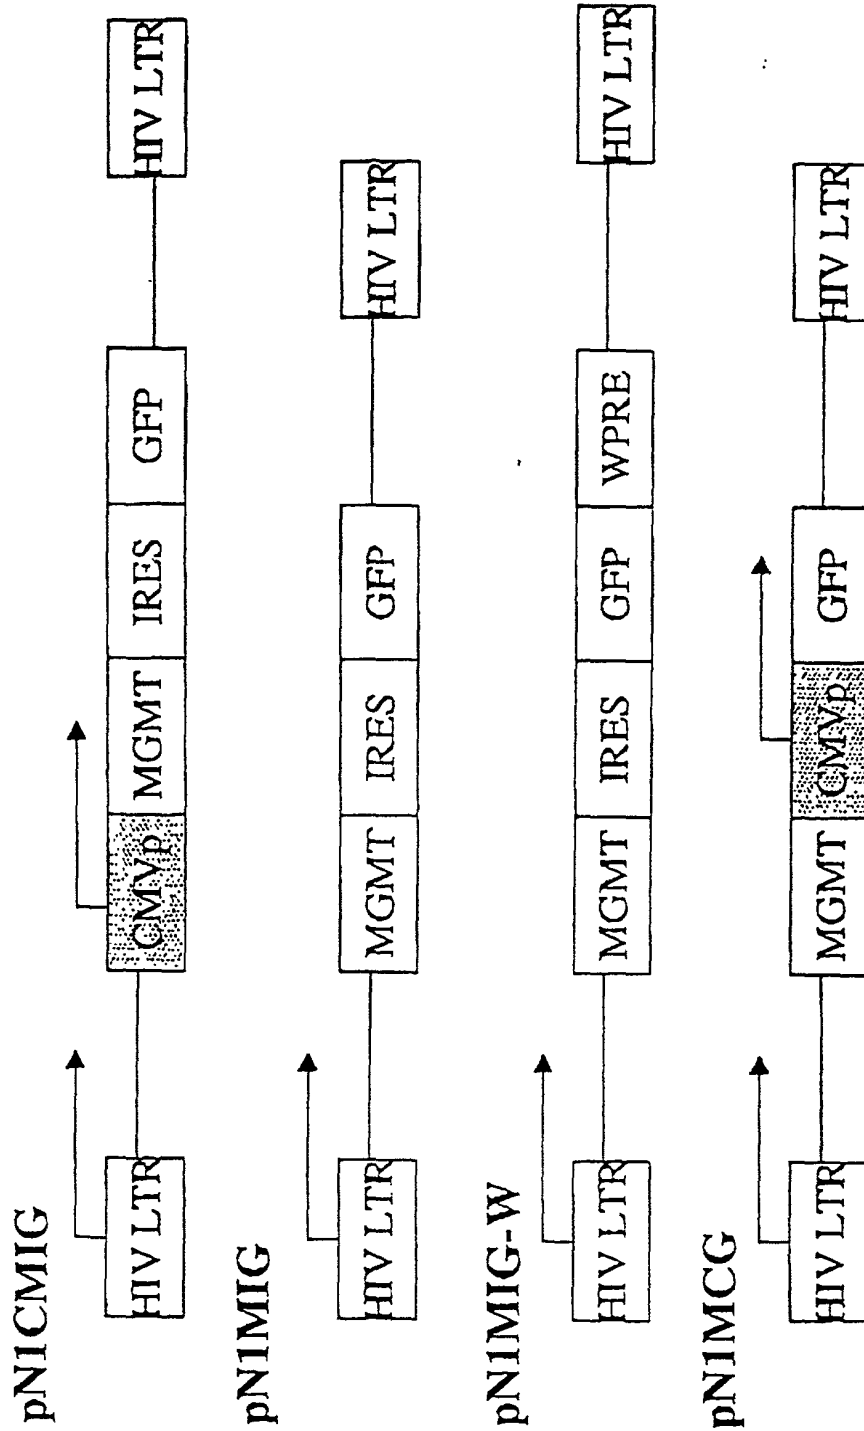 pN1CMIG
HIV LTR CMVp MGMT IRES GFP HIV LTR
pN1MIG
HIV LTR MGMT IRES GFP HIV LTR
pN1MIG-W
HIV LTR MGMT IRES GFP WPRE HIV LTR
pN1MCG
HIV LTR MGMT CMVp GFP HIV LTR